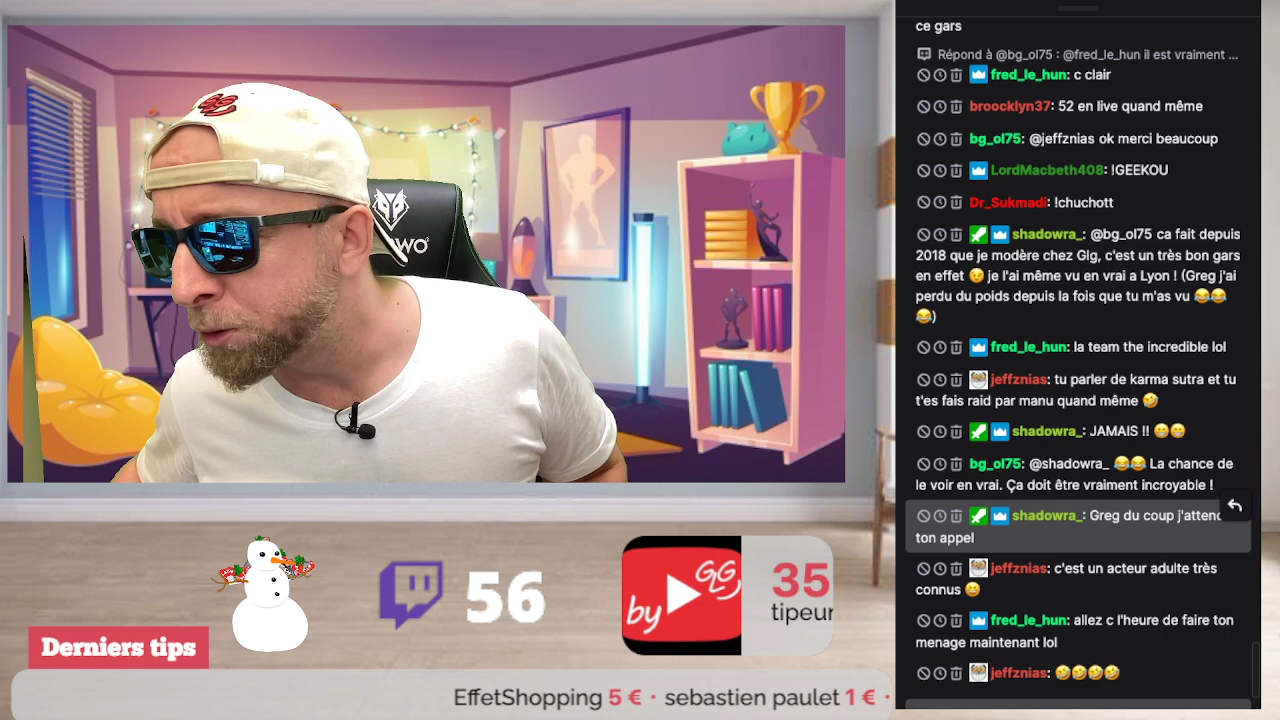 ce gars
Répond à @bg_ol75 : @fred_le_hun il est vraiment ...
fred_le_hun: c clair
broocklyn37: 52 en live quand même
bg_ol75: @jeffznias ok merci beaucoup
LordMacbeth408: !GEEKOU
Dr_Sukmadi: !chuchott
shadowra_: @bg_ol75 ca fait depuis
2018 que je modère chez Glg, c'est un très bon gars
en effet 😉 je l'ai même vu en vrai a Lyon ! (Greg j'ai
perdu du poids depuis la fois que tu m'as vu 😂😂
😂)
fred_le_hun: la team the incredible lol
jeffznias: tu parler de karma sutra et tu
t'es fais raid par manu quand même 🤣
shadowra_: JAMAIS !! 😁😁
bg_ol75: @shadowra_ 😂😂 La chance de
le voir en vrai. Ça doit être vraiment incroyable !
shadowra_: Greg du coup j'attend
ton appel
jeffznias: c'est un acteur adulte très
connus 😆
fred_le_hun: allez c l'heure de faire ton
menage maintenant lol
jeffznias: 🤣🤣🤣🤣
WO
56
by GLG
35
tipeur
Derniers tips
EffetShopping 5 € · sebastien paulet 1 € ·